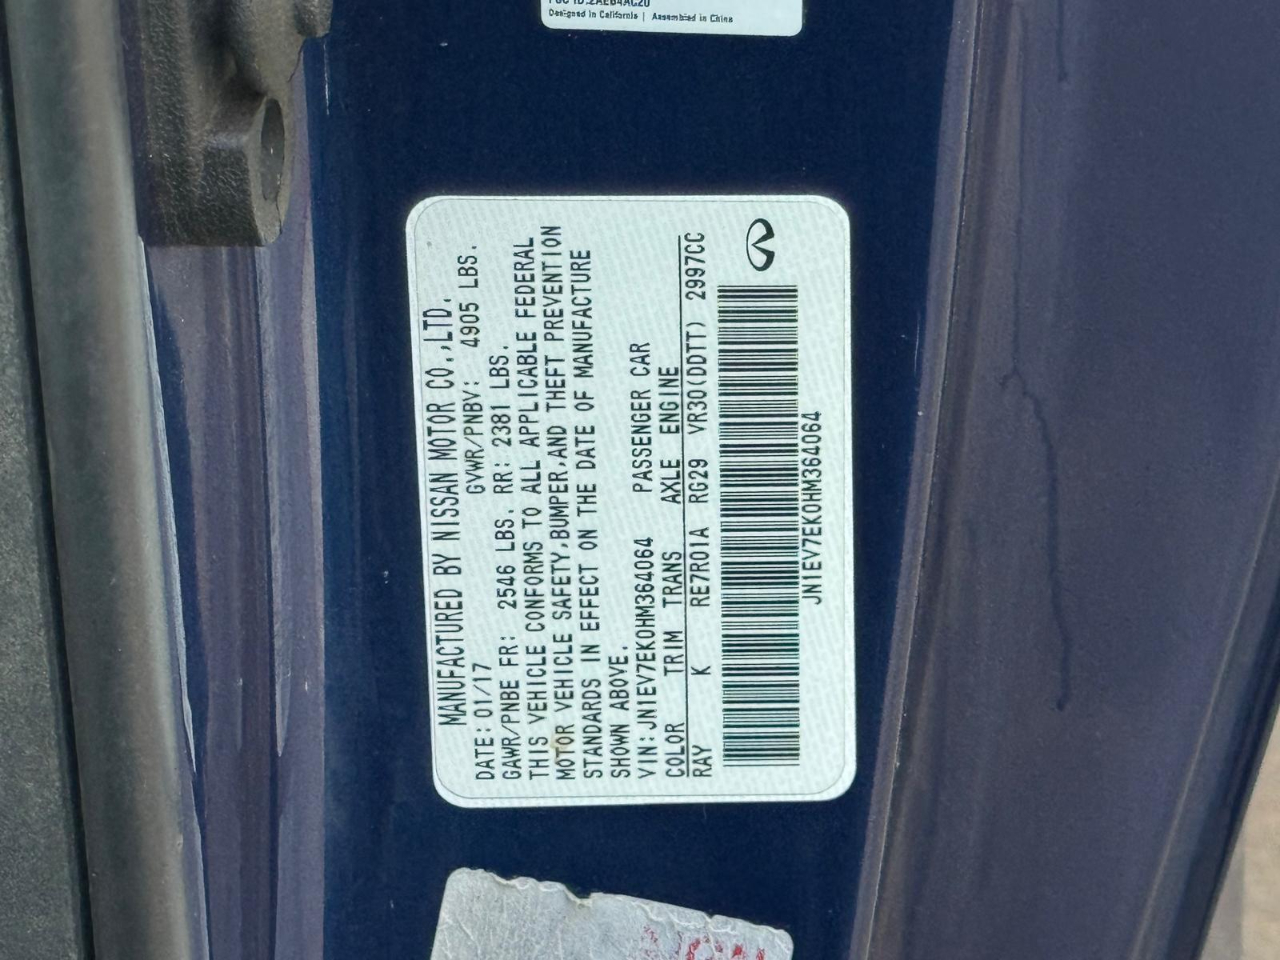 MANUFACTURED BY NISSAN MOTOR CO.,LTD.
DATE: 01/17 GVWR/PNBV: 4905 LBS.
GAWR/PNBE FR: 2546 LBS. RR: 2381 LBS.
THIS VEHICLE CONFORMS TO ALL APPLICABLE FEDERAL
MOTOR VEHICLE SAFETY,BUMPER,AND THEFT PREVENTION
STANDARDS IN EFFECT ON THE DATE OF MANUFACTURE
SHOWN ABOVE.
VIN: JN1EV7EK0HM364064 PASSENGER CAR
COLOR TRIM TRANS AXLE ENGINE
RAY K RE7R01A RG29 VR30(DDTT) 2997CC
JN1EV7EK0HM364064
Designed in California | Assembled in China